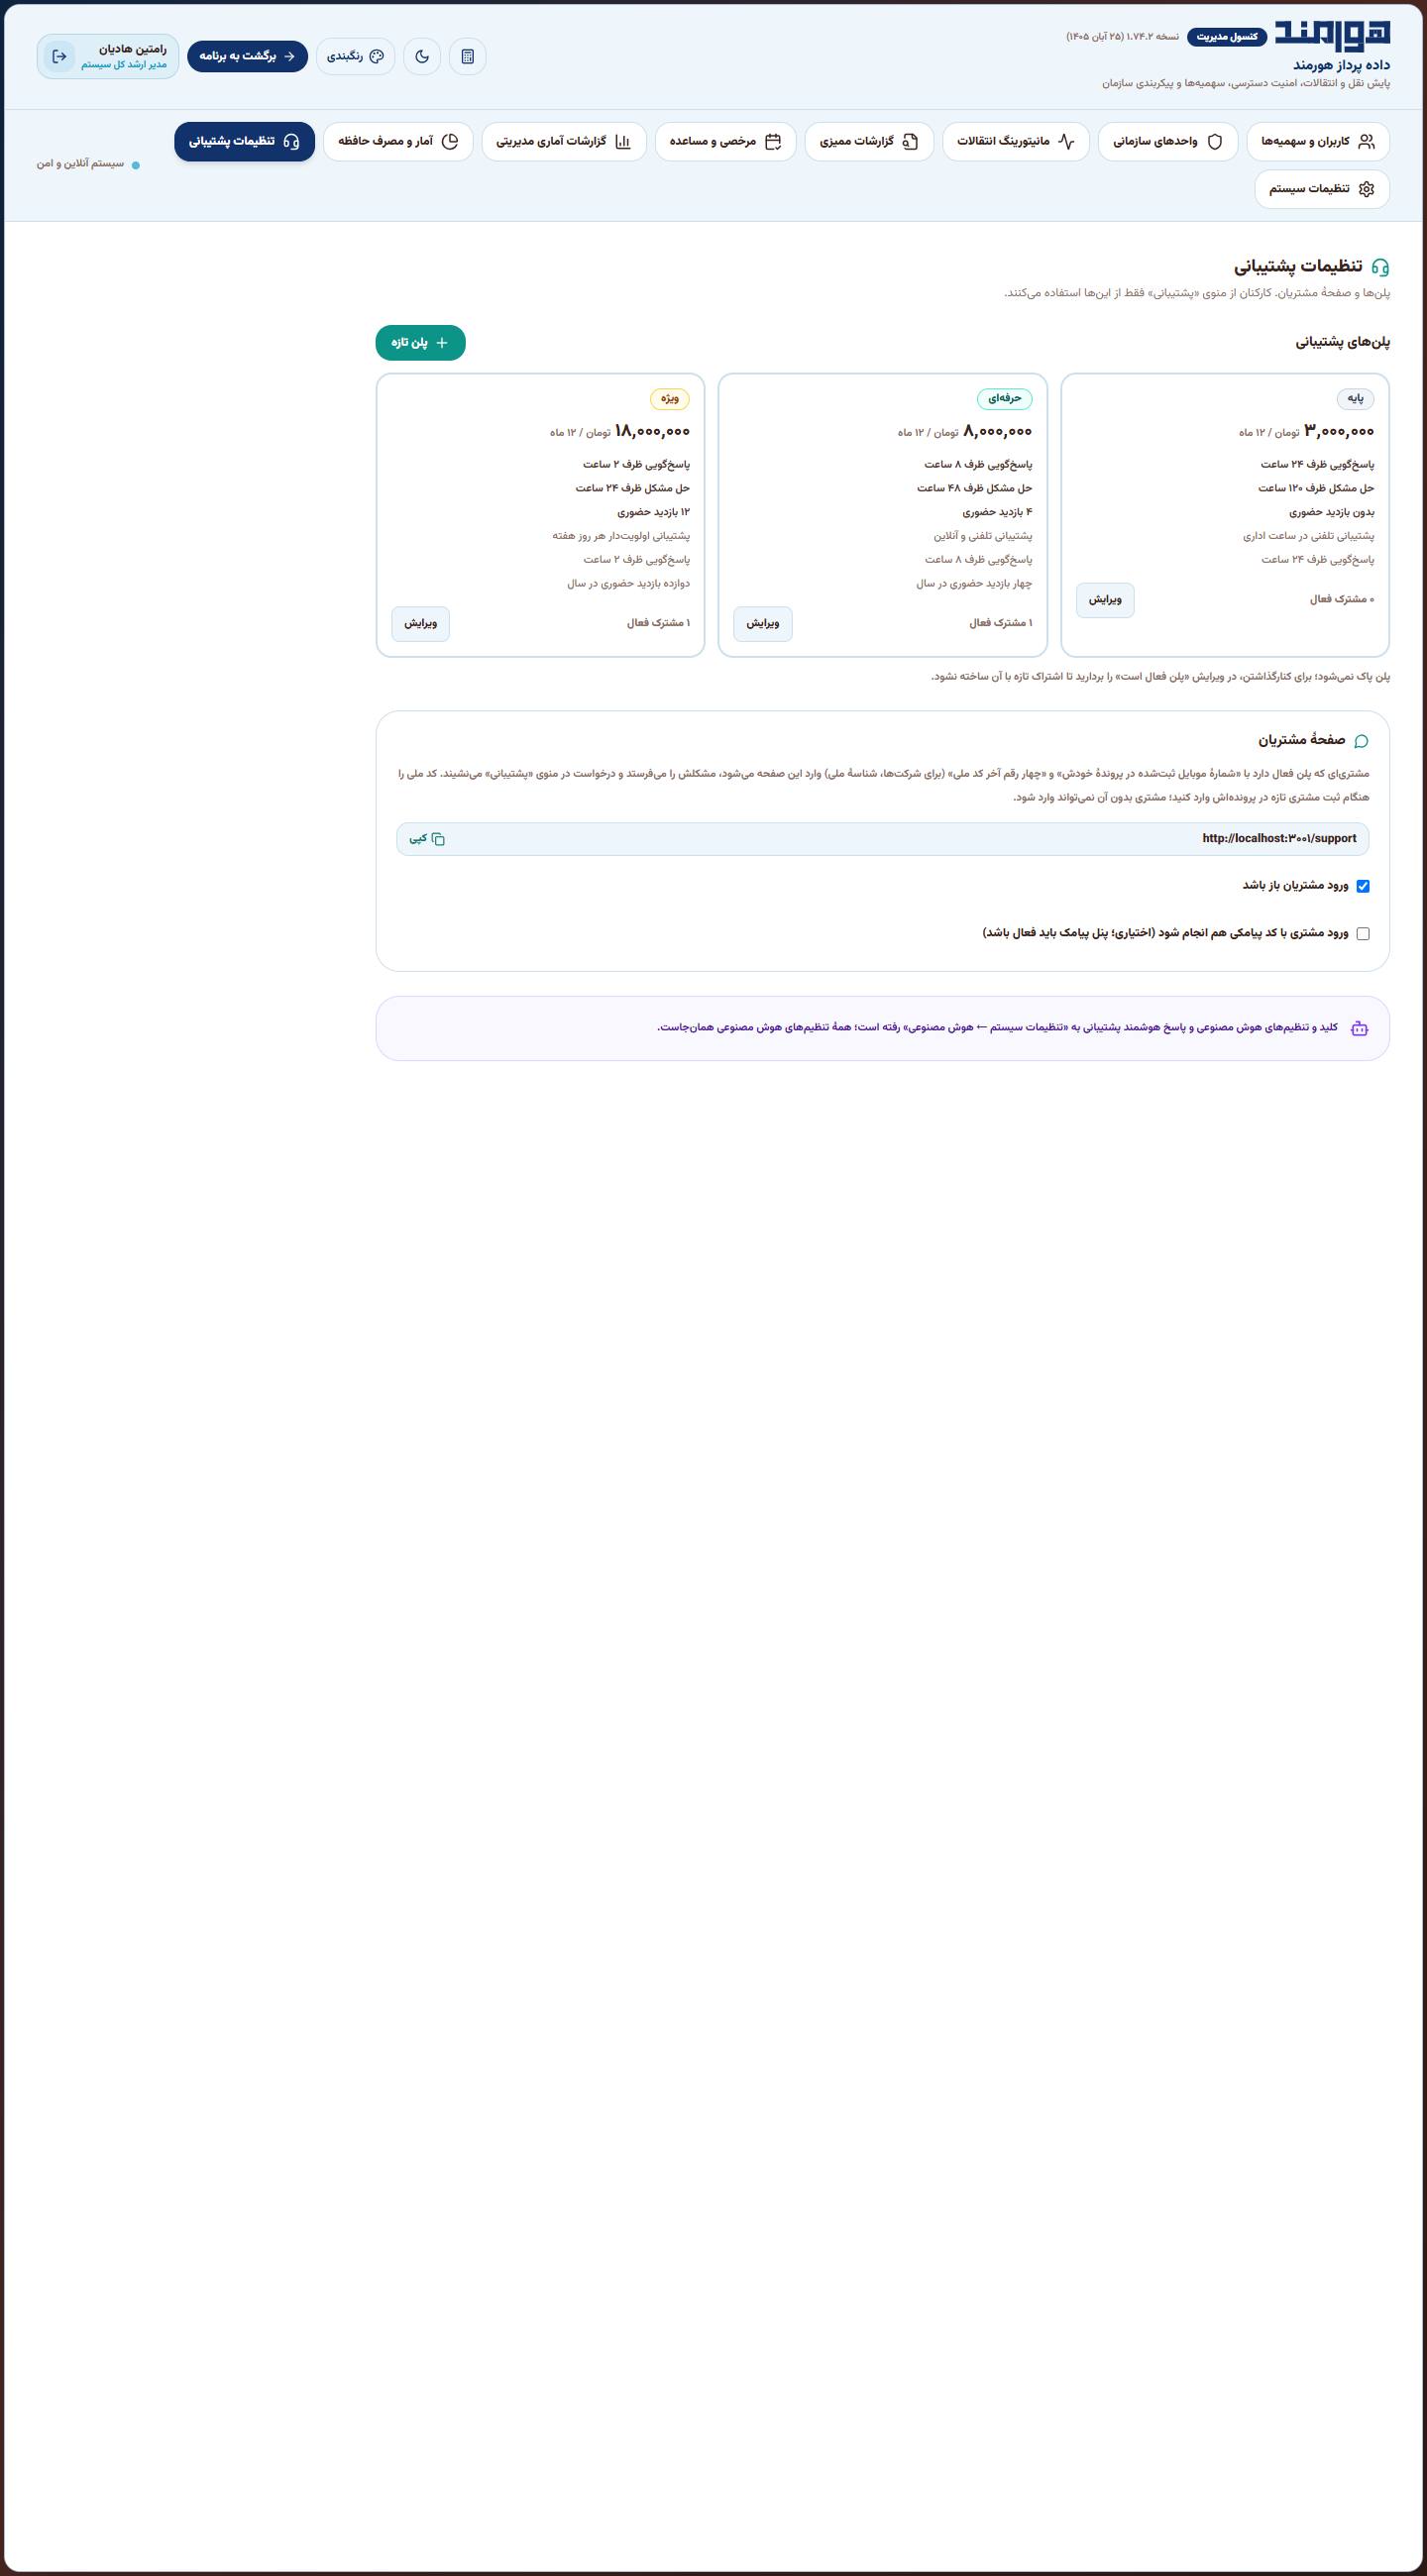 هورمند
کنسول مدیریت
نسخه ۱.۷۴.۲ (۲۵ آبان ۱۴۰۵)
داده پرداز هورمند
پایش نقل و انتقالات، امنیت دسترسی، سهمیه‌ها و پیکربندی سازمان
رنگبندی
برگشت به برنامه
رامتین هادیان
مدیر ارشد کل سیستم
کاربران و سهمیه‌ها
واحدهای سازمانی
مانیتورینگ انتقالات
گزارشات ممیزی
مرخصی و مساعده
گزارشات آماری مدیریتی
آمار و مصرف حافظه
تنظیمات پشتیبانی
تنظیمات سیستم
سیستم آنلاین و امن
تنظیمات پشتیبانی
پلن‌ها و صفحهٔ مشتریان. کارکنان از منوی «پشتیبانی» فقط از این‌ها استفاده می‌کنند.
پلن‌های پشتیبانی
پلن تازه
پایه
۳,۰۰۰,۰۰۰ تومان / ۱۲ ماه
پاسخ‌گویی ظرف ۲۴ ساعت
حل مشکل ظرف ۱۲۰ ساعت
بدون بازدید حضوری
پشتیبانی تلفنی در ساعت اداری
پاسخ‌گویی ظرف ۲۴ ساعت
۰ مشترک فعال
ویرایش
حرفه‌ای
۸,۰۰۰,۰۰۰ تومان / ۱۲ ماه
پاسخ‌گویی ظرف ۸ ساعت
حل مشکل ظرف ۴۸ ساعت
۴ بازدید حضوری
پشتیبانی تلفنی و آنلاین
پاسخ‌گویی ظرف ۸ ساعت
چهار بازدید حضوری در سال
۱ مشترک فعال
ویرایش
ویژه
۱۸,۰۰۰,۰۰۰ تومان / ۱۲ ماه
پاسخ‌گویی ظرف ۲ ساعت
حل مشکل ظرف ۲۴ ساعت
۱۲ بازدید حضوری
پشتیبانی اولویت‌دار هر روز هفته
پاسخ‌گویی ظرف ۲ ساعت
دوازده بازدید حضوری در سال
۱ مشترک فعال
ویرایش
پلن پاک نمی‌شود؛ برای کنارگذاشتن، در ویرایش «پلن فعال است» را بردارید تا اشتراک تازه با آن ساخته نشود.
صفحهٔ مشتریان
مشتری‌ای که پلن فعال دارد با «شمارهٔ موبایل ثبت‌شده در پروندهٔ خودش» و «چهار رقم آخر کد ملی» (برای شرکت‌ها، شناسهٔ ملی) وارد این صفحه می‌شود، مشکلش را می‌فرستد و درخواست در منوی «پشتیبانی» می‌نشیند. کد ملی را
هنگام ثبت مشتری تازه در پرونده‌اش وارد کنید؛ مشتری بدون آن نمی‌تواند وارد شود.
http://localhost:۳۰۰۱/support
کپی
ورود مشتریان باز باشد
ورود مشتری با کد پیامکی هم انجام شود (اختیاری؛ پنل پیامک باید فعال باشد)
کلید و تنظیم‌های هوش مصنوعی و پاسخ هوشمند پشتیبانی به «تنظیمات سیستم ← هوش مصنوعی» رفته است؛ همهٔ تنظیم‌های هوش مصنوعی همان‌جاست.